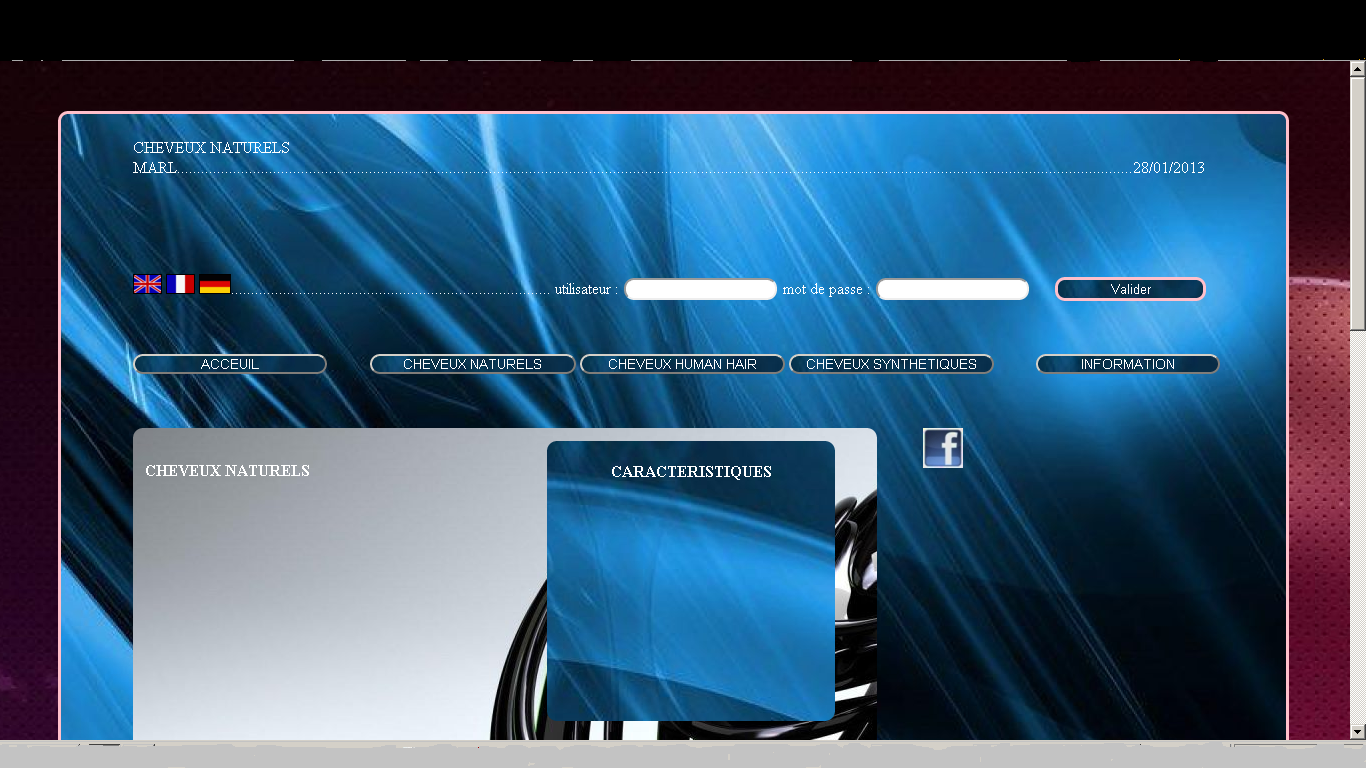 CHEVEUX NATURELS
MARL....................28/01/2013
.................... utilisateur : mot de passe : Valider
ACCEUIL CHEVEUX NATURELS CHEVEUX HUMAN HAIR CHEVEUX SYNTHETIQUES INFORMATION
f
CHEVEUX NATURELS CARACTERISTIQUES